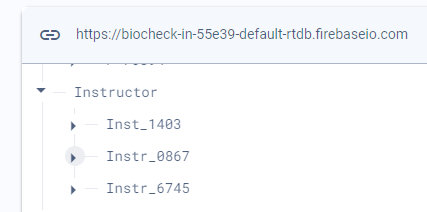 https://biocheck-in-55e39-default-rtdb.firebaseio.com
Instructor
Inst_1403
Instr_0867
Instr_6745